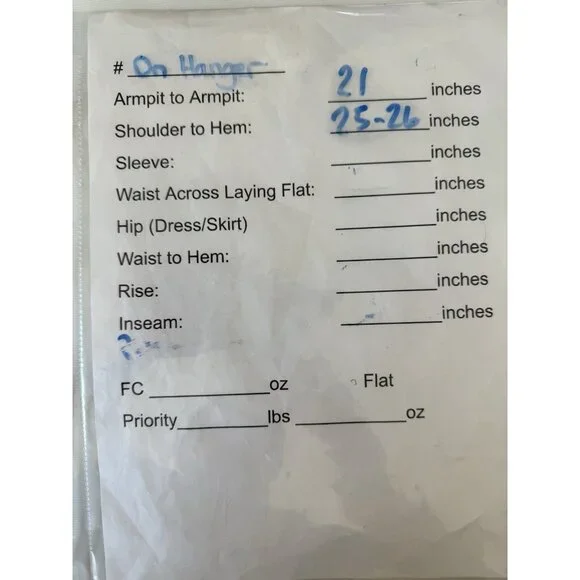 # On Hanger
Armpit to Armpit: 21 inches
Shoulder to Hem: 25-26 inches
Sleeve: inches
Waist Across Laying Flat: inches
Hip (Dress/Skirt) inches
Waist to Hem: inches
Rise: inches
Inseam: inches
FC oz Flat
Priority lbs oz